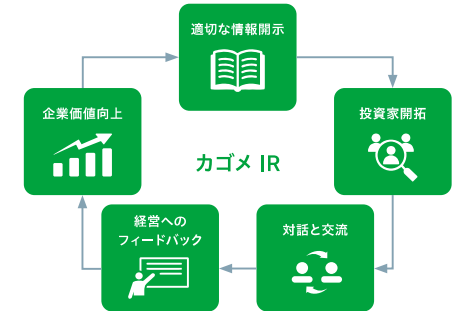 適切な情報開示
企業価値向上
投資家開拓
カゴメ IR
経営への
フィードバック
対話と交流